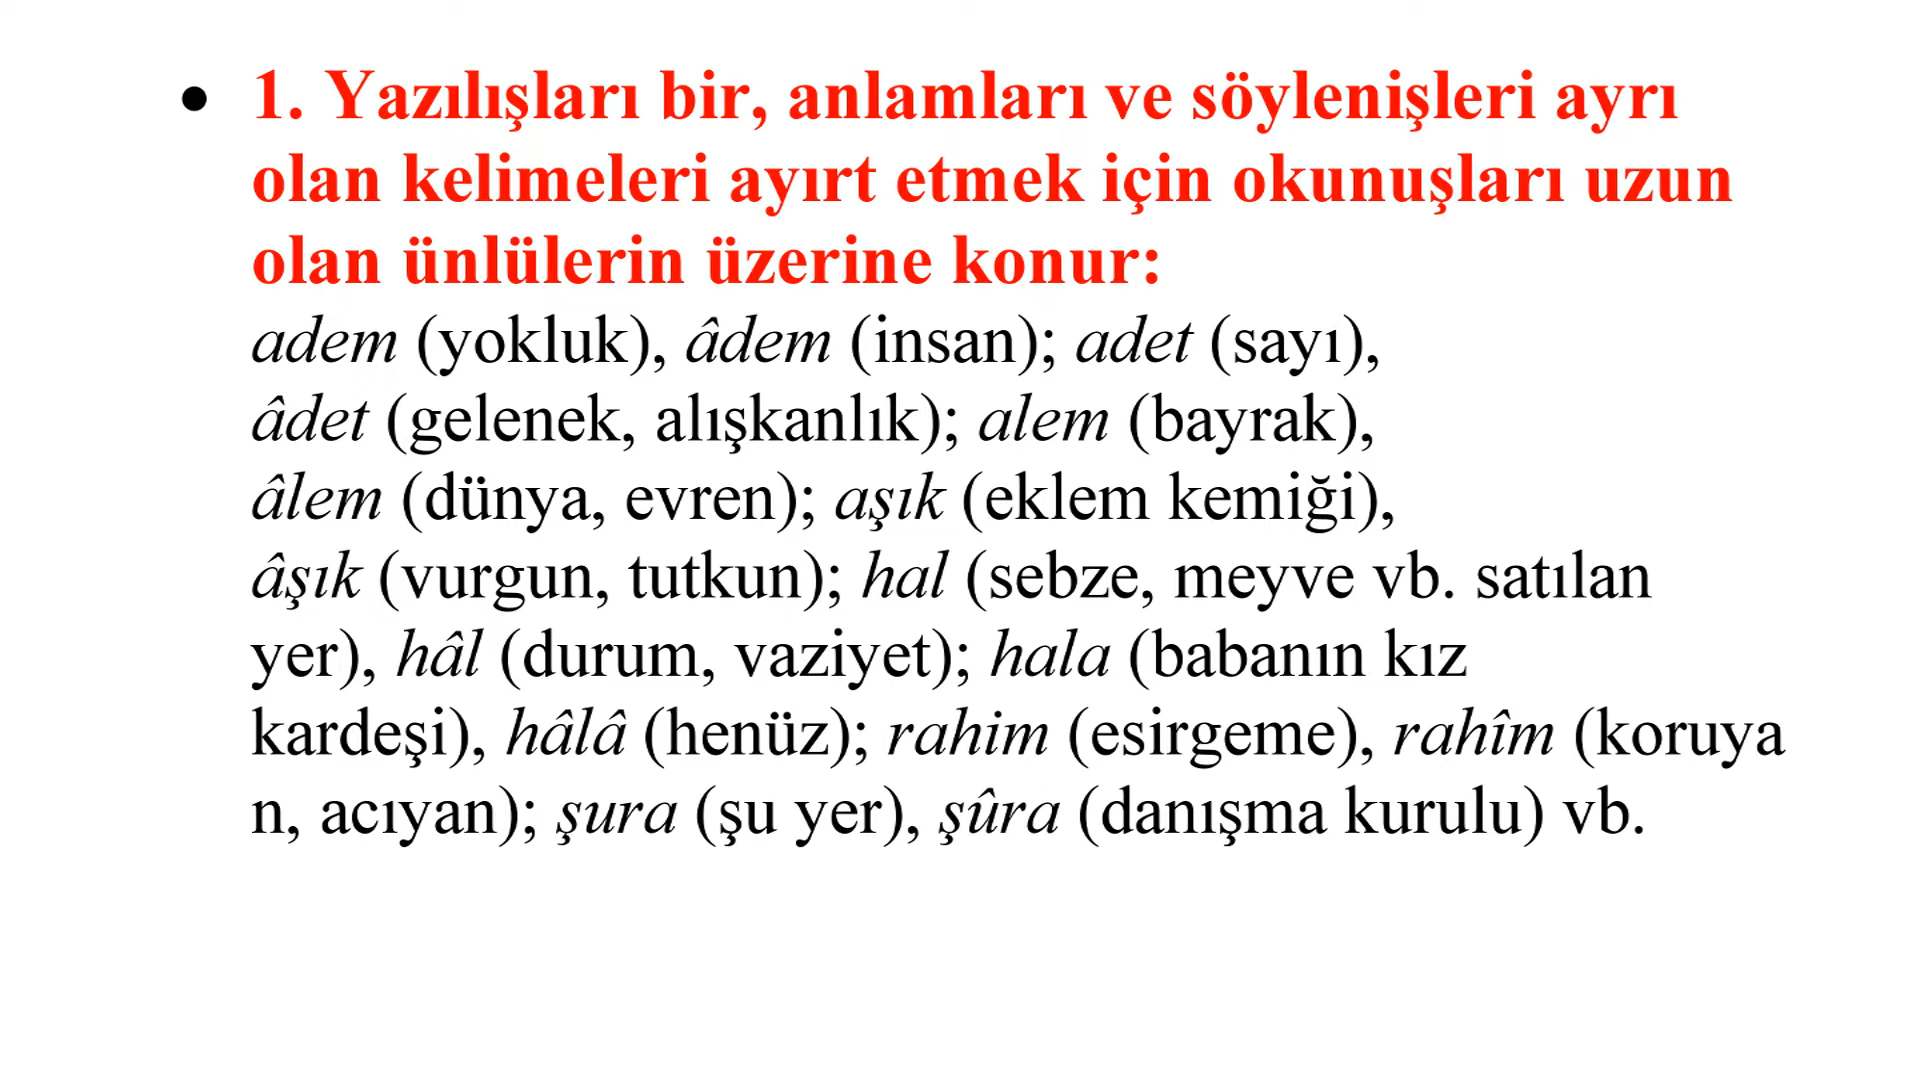 • 1. Yazılışları bir, anlamları ve söylenişleri ayrı
olan kelimeleri ayırt etmek için okunuşları uzun
olan ünlülerin üzerine konur:
adem (yokluk), âdem (insan); adet (sayı),
âdet (gelenek, alışkanlık); alem (bayrak),
âlem (dünya, evren); aşık (eklem kemiği),
âşık (vurgun, tutkun); hal (sebze, meyve vb. satılan
yer), hâl (durum, vaziyet); hala (babanın kız
kardeşi), hâlâ (henüz); rahim (esirgeme), rahîm (koruya
n, acıyan); şura (şu yer), şûra (danışma kurulu) vb.